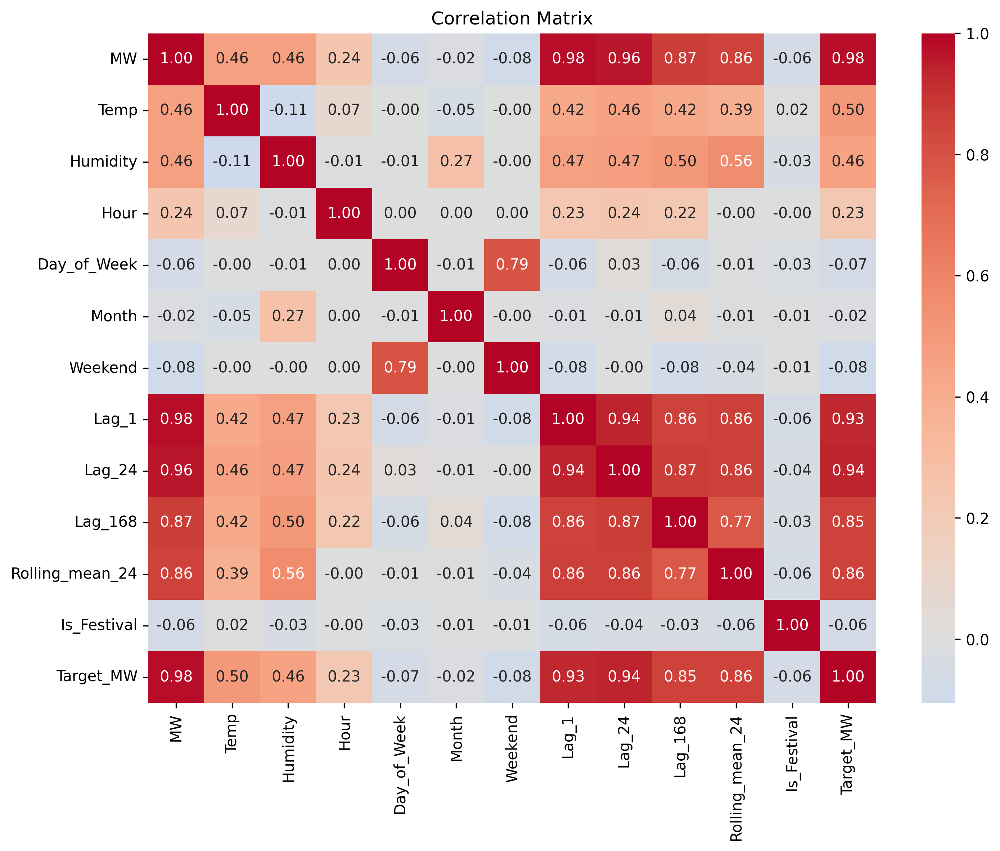 Correlation Matrix
MW 1.00 0.46 0.46 0.24 -0.06 -0.02 -0.08 0.98 0.96 0.87 0.86 -0.06 0.98
Temp 0.46 1.00 -0.11 0.07 -0.00 -0.05 -0.00 0.42 0.46 0.42 0.39 0.02 0.50
Humidity 0.46 -0.11 1.00 -0.01 -0.01 0.27 -0.00 0.47 0.47 0.50 0.56 -0.03 0.46
Hour 0.24 0.07 -0.01 1.00 0.00 0.00 0.00 0.23 0.24 0.22 -0.00 -0.00 0.23
Day_of_Week -0.06 -0.00 -0.01 0.00 1.00 -0.01 0.79 -0.06 0.03 -0.06 -0.01 -0.03 -0.07
Month -0.02 -0.05 0.27 0.00 -0.01 1.00 -0.00 -0.01 -0.01 0.04 -0.01 -0.01 -0.02
Weekend -0.08 -0.00 -0.00 0.00 0.79 -0.00 1.00 -0.08 -0.00 -0.08 -0.04 -0.01 -0.08
Lag_1 0.98 0.42 0.47 0.23 -0.06 -0.01 -0.08 1.00 0.94 0.86 0.86 -0.06 0.93
Lag_24 0.96 0.46 0.47 0.24 0.03 -0.01 -0.00 0.94 1.00 0.87 0.86 -0.04 0.94
Lag_168 0.87 0.42 0.50 0.22 -0.06 0.04 -0.08 0.86 0.87 1.00 0.77 -0.03 0.85
Rolling_mean_24 0.86 0.39 0.56 -0.00 -0.01 -0.01 -0.04 0.86 0.86 0.77 1.00 -0.06 0.86
Is_Festival -0.06 0.02 -0.03 -0.00 -0.03 -0.01 -0.01 -0.06 -0.04 -0.03 -0.06 1.00 -0.06
Target_MW 0.98 0.50 0.46 0.23 -0.07 -0.02 -0.08 0.93 0.94 0.85 0.86 -0.06 1.00
MW Temp Humidity Hour Day_of_Week Month Weekend Lag_1 Lag_24 Lag_168 Rolling_mean_24 Is_Festival Target_MW
1.0
0.8
0.6
0.4
0.2
0.0